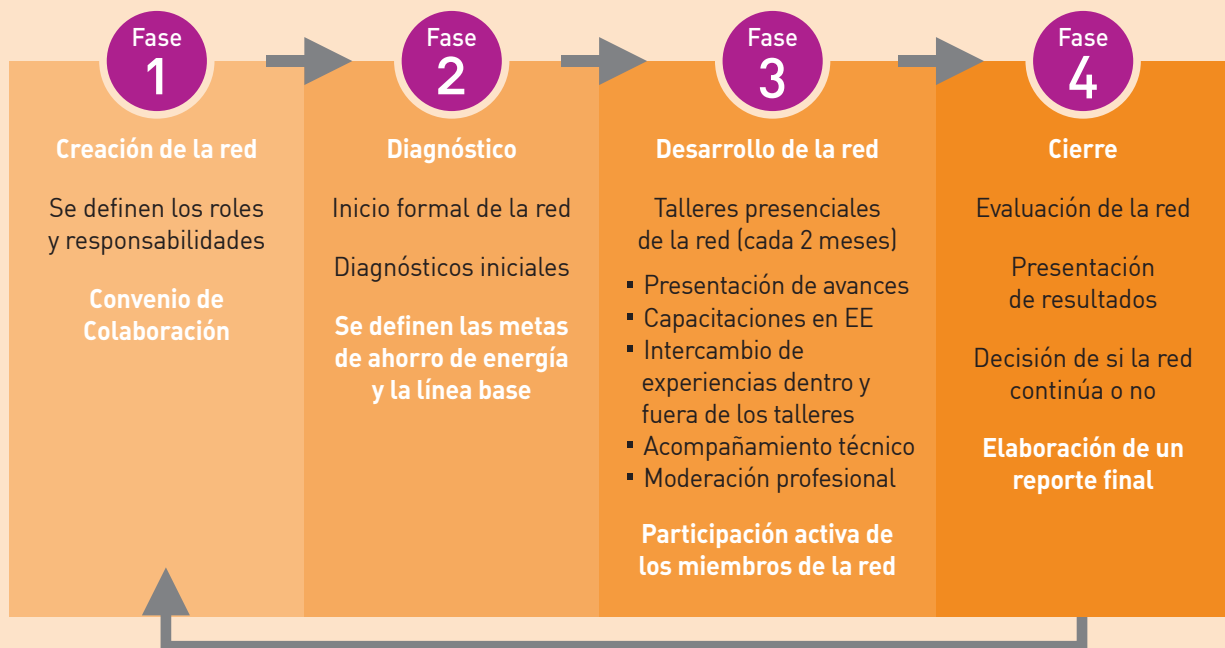 Fase
1
Creación de la red
Se definen los roles
y responsabilidades
Convenio de
Colaboración
Fase
2
Diagnóstico
Inicio formal de la red
Diagnósticos iniciales
Se definen las metas
de ahorro de energía
y la línea base
Fase
3
Desarrollo de la red
Talleres presenciales
de la red (cada 2 meses)
▪ Presentación de avances
▪ Capacitaciones en EE
▪ Intercambio de
experiencias dentro y
fuera de los talleres
▪ Acompañamiento técnico
▪ Moderación profesional
Participación activa de
los miembros de la red
Fase
4
Cierre
Evaluación de la red
Presentación
de resultados
Decisión de si la red
continúa o no
Elaboración de un
reporte final